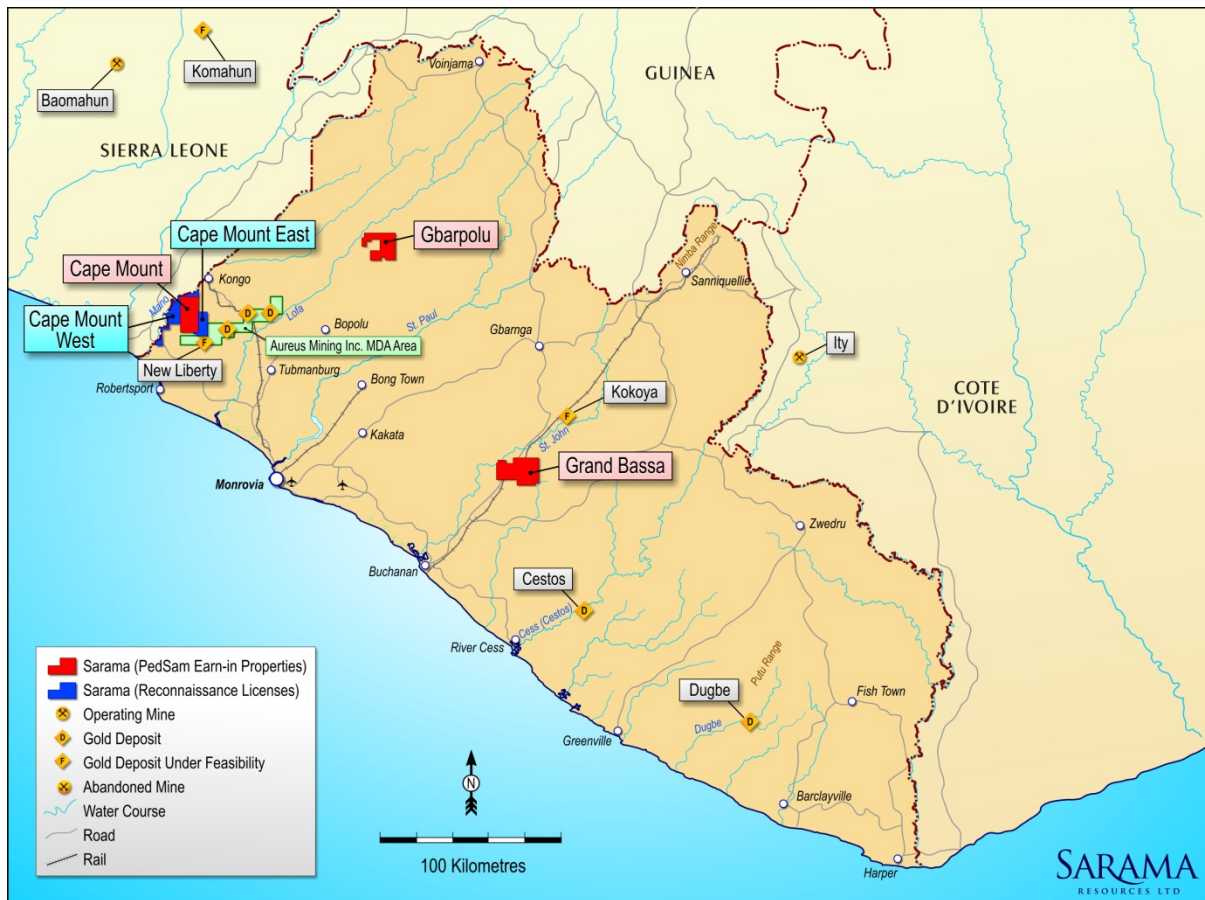 Komahun
Baomahun
SIERRA LEONE
GUINEA
COTE
D'IVOIRE
Voinjama
Cape Mount East
Cape Mount
Cape Mount
West
Gbarpolu
Kongo
Mano
Lofa
St. Paul
Bopolu
Aureus Mining Inc. MDA Area
New Liberty
Tubmanburg
Robertsport
Bong Town
Kakata
Monrovia
Gbarnga
Nimba Range
Sanniquellie
Ity
Kokoya
St. John
Grand Bassa
Zwedru
Buchanan
Cestos
Cess (Cestos)
River Cess
Putu Range
Dugbe
Dugbe
Fish Town
Greenville
Barclayville
Harper
F
F
D
D
D
F
D
D
Sarama (PedSam Earn-in Properties)
Sarama (Reconnaissance Licenses)
Operating Mine
D Gold Deposit
F Gold Deposit Under Feasibility
Abandoned Mine
Water Course
Road
Rail
N
100 Kilometres
SARAMA
RESOURCES LTD